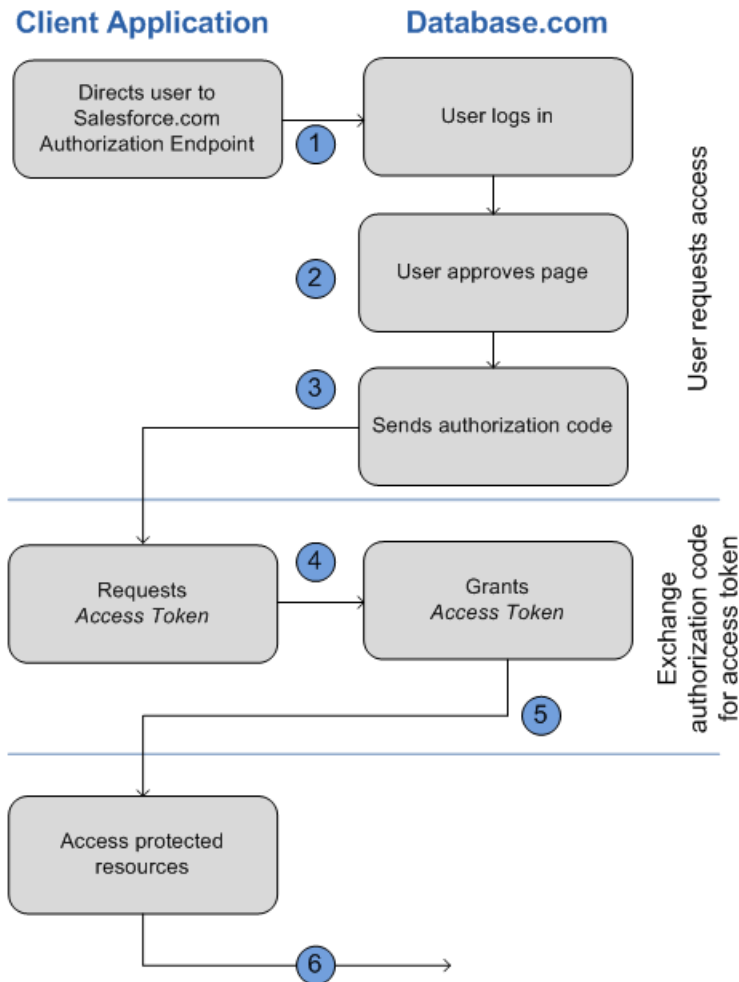 Client Application
Database.com
Directs user to
Salesforce.com
Authorization Endpoint
1
User logs in
2
User approves page
3
Sends authorization code
User requests access
Requests
Access Token
4
Grants
Access Token
5
Exchange
authorization code
for access token
Access protected
resources
6